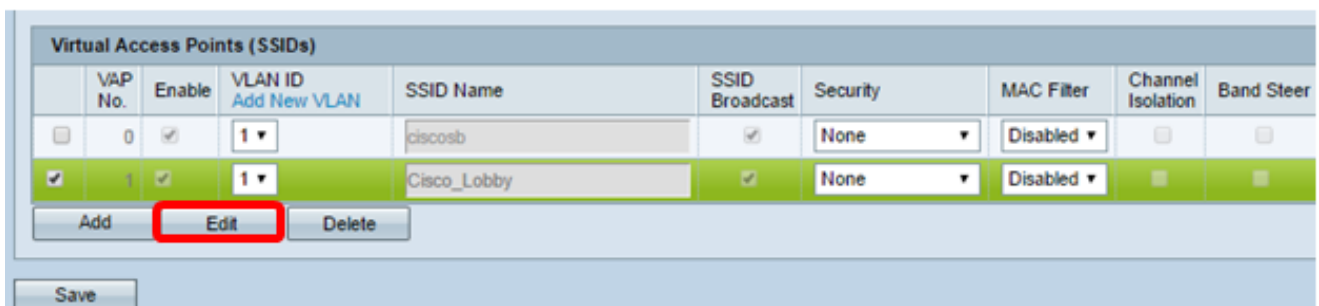 Virtual Access Points (SSIDs)
VAP No. Enable VLAN ID Add New VLAN SSID Name SSID Broadcast Security MAC Filter Channel Isolation Band Steer
0 1 ciscosb None Disabled
1 1 Cisco_Lobby None Disabled
Add Edit Delete
Save